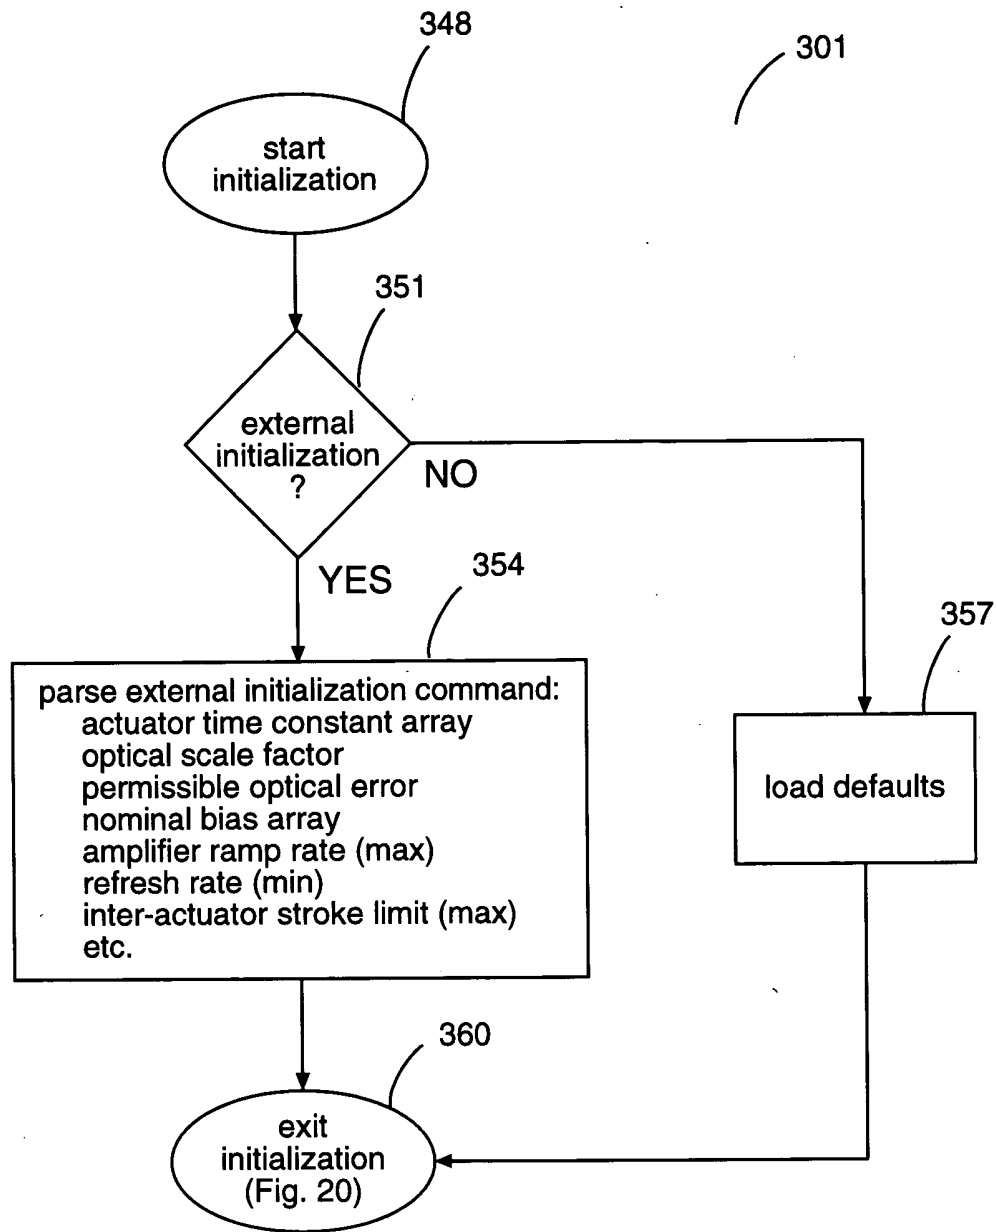 348
301
start
initialization
351
external
initialization
?
NO
YES
354
357
parse external initialization command:
actuator time constant array
optical scale factor
permissible optical error
nominal bias array
amplifier ramp rate (max)
refresh rate (min)
inter-actuator stroke limit (max)
etc.
load defaults
360
exit
initialization
(Fig. 20)